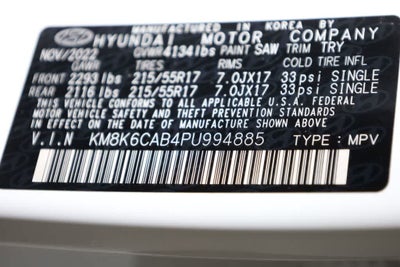 MANUFACTURED IN KOREA BY
HYUNDAI MOTOR COMPANY
NOV/2022 GVWR 4134lbs PAINT SAW TRIM TRY
GAWR TIRES RIMS COLD TIRE INFL
FRONT 2293 lbs 215/55R17 7.0JX17 33psi SINGLE
REAR 2116 lbs 215/55R17 7.0JX17 33psi SINGLE
THIS VEHICLE CONFORMS TO ALL APPLICABLE U.S.A. FEDERAL
MOTOR VEHICLE SAFETY AND THEFT PREVENTION STANDARDS
IN EFFECT ON THE DATE OF MANUFACTURE SHOWN ABOVE.
V.I.N KM8K6CAB4PU994885 TYPE: MPV